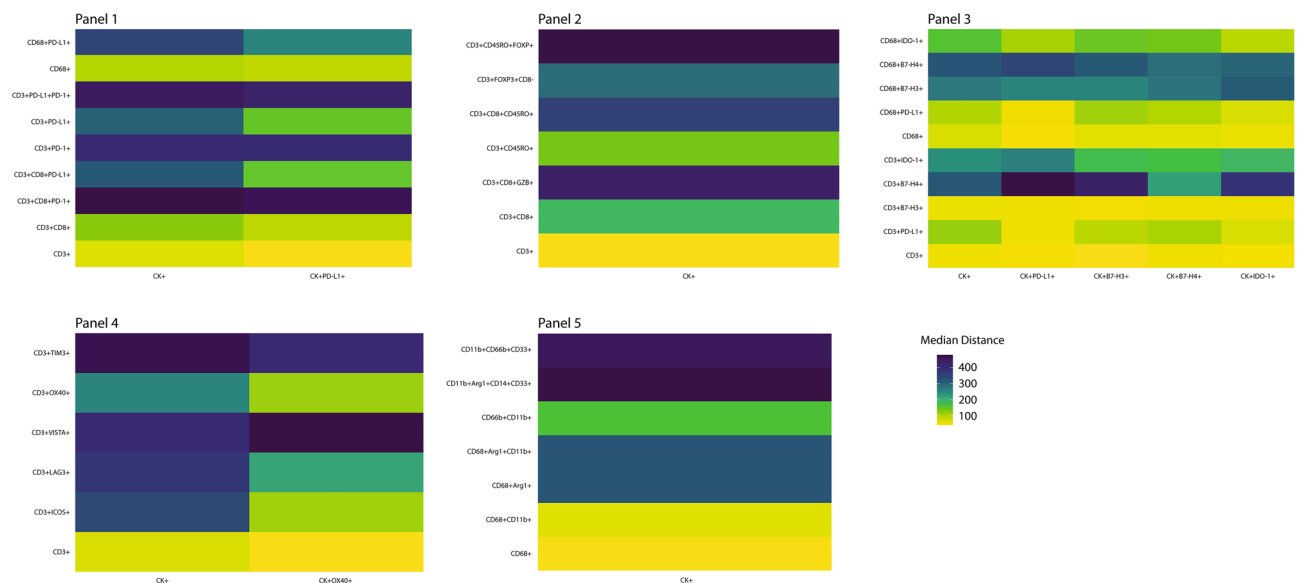 Panel 1
CD68+PD-L1+
CD68+
CD3+PD-L1+PD-1+
CD3+PD-L1+
CD3+PD-1+
CD3+CD8+PD-L1+
CD3+CD8+PD-1+
CD3+CD8+
CD3+
CK+ CK+PD-L1+
Panel 2
CD3+CD45RO+FOXP+
CD3+FOXP3+CD8-
CD3+CD8+CD45RO+
CD3+CD45RO+
CD3+CD8+GZB+
CD3+CD8+
CD3+
CK+
Panel 3
CD68+IDO-1+
CD68+B7-H4+
CD68+B7-H3+
CD68+PD-L1+
CD68+
CD3+IDO-1+
CD3+B7-H4+
CD3+B7-H3+
CD3+PD-L1+
CD3+
CK+ CK+PD-L1+ CK+B7-H3+ CK+B7-H4+ CK+IDO-1+
Panel 4
CD3+TIM3+
CD3+OX40+
CD3+VISTA+
CD3+LAG3+
CD3+ICOS+
CD3+
CK+ CK+OX40+
Panel 5
CD11b+CD66b+CD33+
CD11b+Arg1+CD14+CD33+
CD66b+CD11b+
CD68+Arg1+CD11b+
CD68+Arg1+
CD68+CD11b+
CD68+
CK+
Median Distance
400
300
200
100